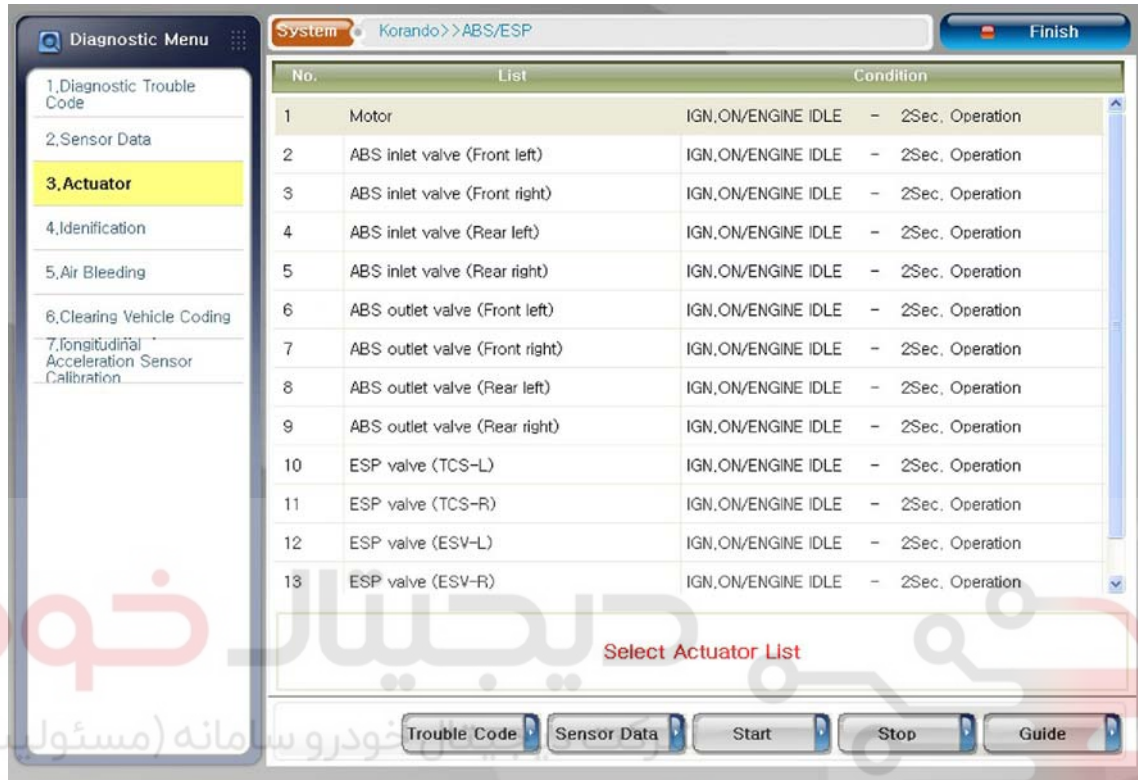 Diagnostic Menu
System
Korando>>ABS/ESP
Finish
1.Diagnostic Trouble
Code
2.Sensor Data
3.Actuator
4.Idenification
5.Air Bleeding
6.Clearing Vehicle Coding
7.longitudinal
Acceleration Sensor
Calibration
No. List Condition
1 Motor IGN.ON/ENGINE IDLE - 2Sec. Operation
2 ABS inlet valve (Front left) IGN.ON/ENGINE IDLE - 2Sec. Operation
3 ABS inlet valve (Front right) IGN.ON/ENGINE IDLE - 2Sec. Operation
4 ABS inlet valve (Rear left) IGN.ON/ENGINE IDLE - 2Sec. Operation
5 ABS inlet valve (Rear right) IGN.ON/ENGINE IDLE - 2Sec. Operation
6 ABS outlet valve (Front left) IGN.ON/ENGINE IDLE - 2Sec. Operation
7 ABS outlet valve (Front right) IGN.ON/ENGINE IDLE - 2Sec. Operation
8 ABS outlet valve (Rear left) IGN.ON/ENGINE IDLE - 2Sec. Operation
9 ABS outlet valve (Rear right) IGN.ON/ENGINE IDLE - 2Sec. Operation
10 ESP valve (TCS-L) IGN.ON/ENGINE IDLE - 2Sec. Operation
11 ESP valve (TCS-R) IGN.ON/ENGINE IDLE - 2Sec. Operation
12 ESP valve (ESV-L) IGN.ON/ENGINE IDLE - 2Sec. Operation
13 ESP valve (ESV-R) IGN.ON/ENGINE IDLE - 2Sec. Operation
دیجیتال
Select Actuator List
دیجیتال خودرو سامانه
Trouble Code Sensor Data Start Stop Guide